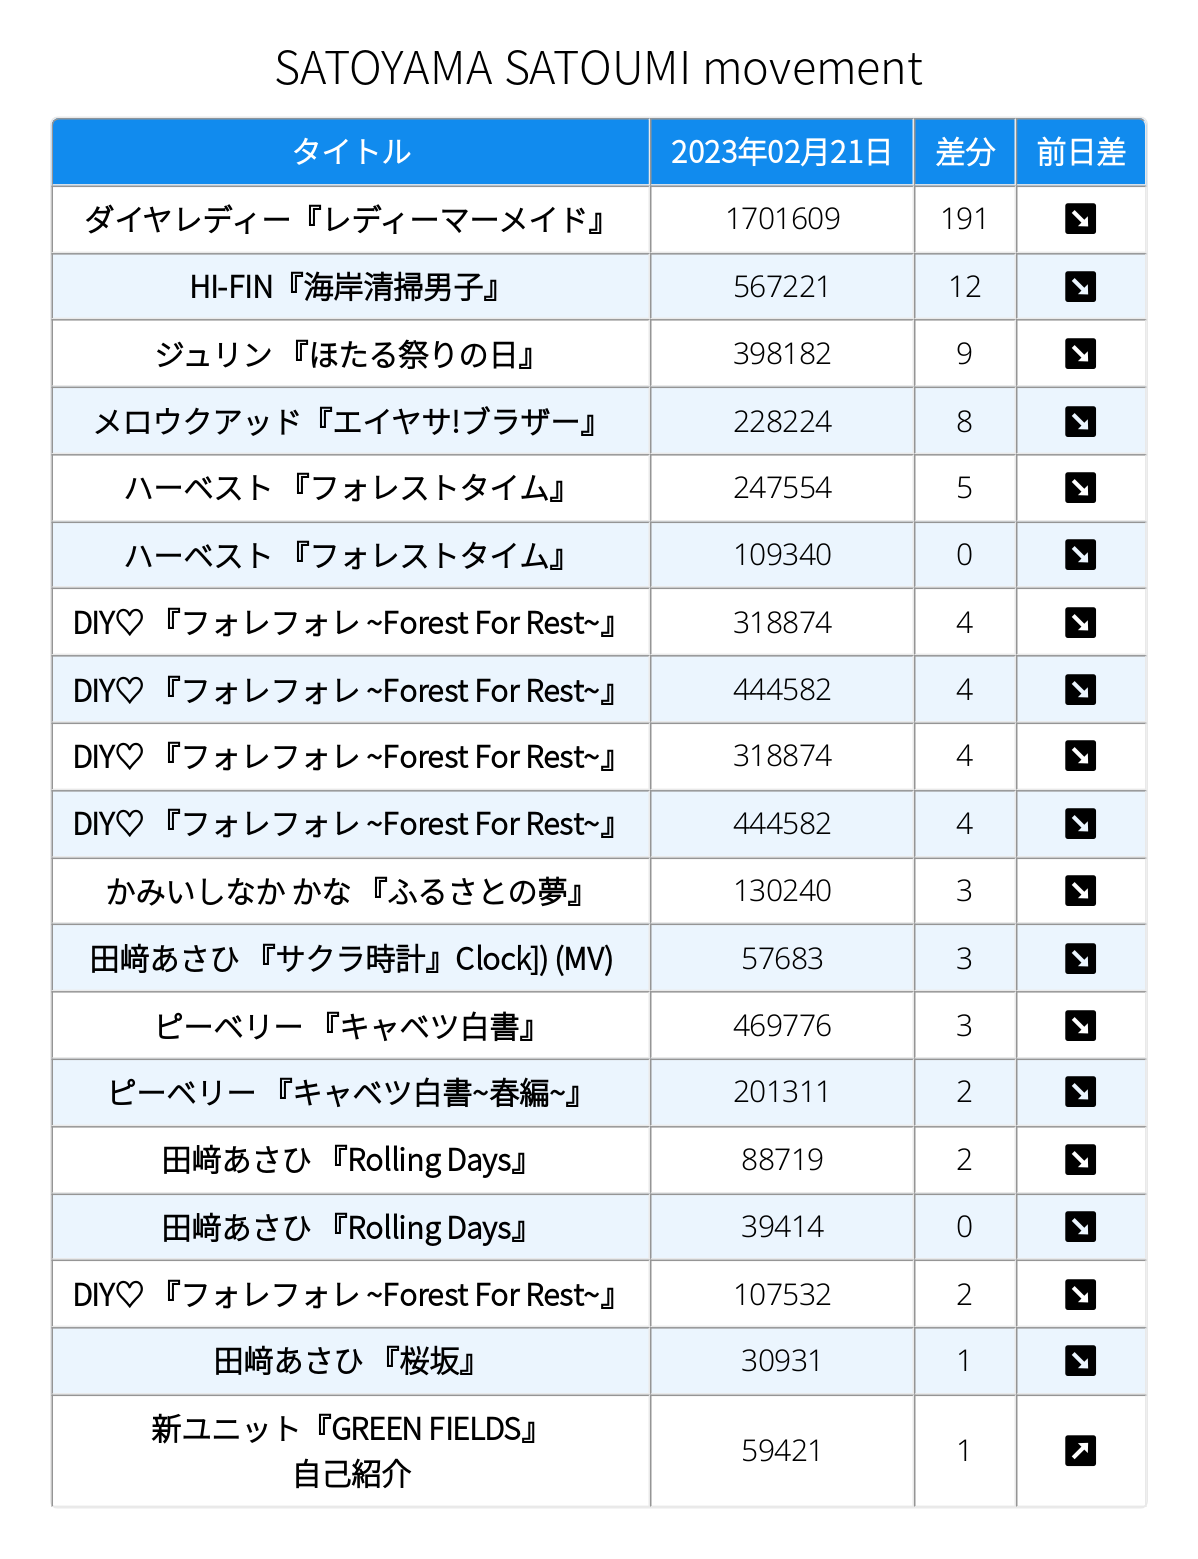 SATOYAMA SATOUMI movement
タイトル 2023年02月21日 差分 前日差
ダイヤレディー『レディーマーメイド』 1701609 191 ↘
HI-FIN『海岸清掃男子』 567221 12 ↘
ジュリン 『ほたる祭りの日』 398182 9 ↘
メロウクアッド『エイヤサ!ブラザー』 228224 8 ↘
ハーベスト 『フォレストタイム』 247554 5 ↘
ハーベスト 『フォレストタイム』 109340 0 ↘
DIY♡ 『フォレフォレ ~Forest For Rest~』 318874 4 ↘
DIY♡ 『フォレフォレ ~Forest For Rest~』 444582 4 ↘
DIY♡ 『フォレフォレ ~Forest For Rest~』 318874 4 ↘
DIY♡ 『フォレフォレ ~Forest For Rest~』 444582 4 ↘
かみいしなか かな 『ふるさとの夢』 130240 3 ↘
田﨑あさひ 『サクラ時計』Clock]) (MV) 57683 3 ↘
ピーベリー 『キャベツ白書』 469776 3 ↘
ピーベリー 『キャベツ白書~春編~』 201311 2 ↘
田﨑あさひ 『Rolling Days』 88719 2 ↘
田﨑あさひ 『Rolling Days』 39414 0 ↘
DIY♡ 『フォレフォレ ~Forest For Rest~』 107532 2 ↘
田﨑あさひ 『桜坂』 30931 1 ↘
新ユニット『GREEN FIELDS』
自己紹介 59421 1 ↗